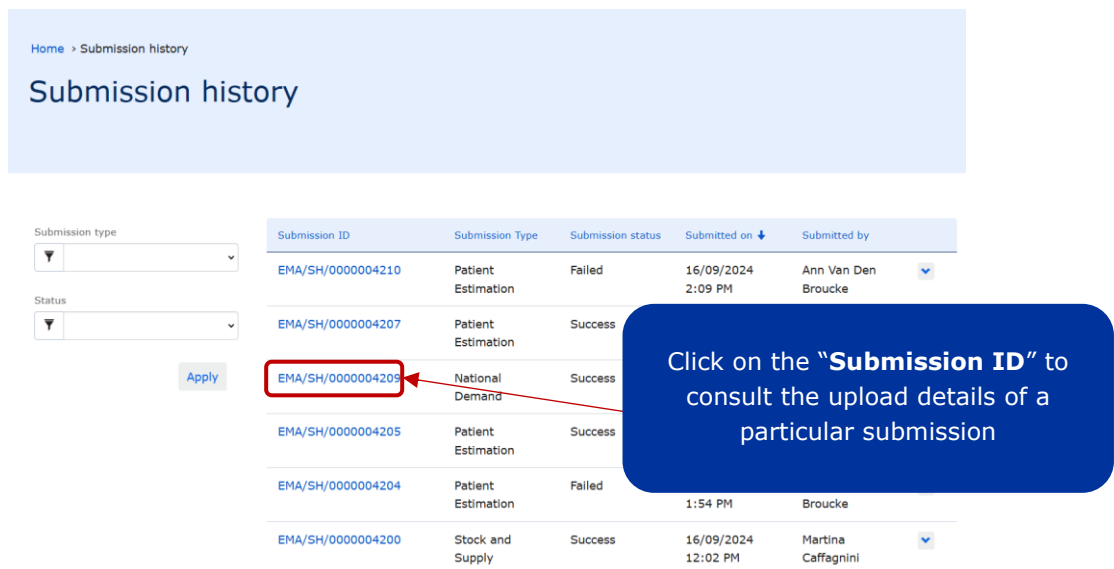 Home › Submission history
Submission history
Submission type
Status
Apply
Submission ID Submission Type Submission status Submitted on Submitted by
EMA/SH/0000004210 Patient Failed 16/09/2024 Ann Van Den
Estimation 2:09 PM Broucke
EMA/SH/0000004207 Patient Success
Estimation
EMA/SH/0000004209 National Success
Demand
EMA/SH/0000004205 Patient Success
Estimation
EMA/SH/0000004204 Patient Failed
Estimation 1:54 PM Broucke
EMA/SH/0000004200 Stock and Success 16/09/2024 Martina
Supply 12:02 PM Caffagnini
Click on the “Submission ID” to
consult the upload details of a
particular submission